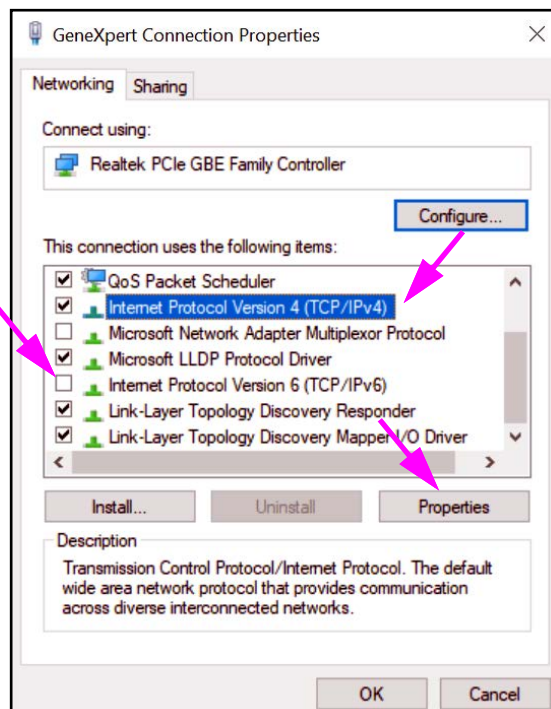 GeneXpert Connection Properties
Networking
Sharing
Connect using:
Realtek PCIe GBE Family Controller
Configure...
This connection uses the following items:
QoS Packet Scheduler
Internet Protocol Version 4 (TCP/IPv4)
Microsoft Network Adapter Multiplexor Protocol
Microsoft LLDP Protocol Driver
Internet Protocol Version 6 (TCP/IPv6)
Link-Layer Topology Discovery Responder
Link-Layer Topology Discovery Mapper I/O Driver
Install...
Uninstall
Properties
Description
Transmission Control Protocol/Internet Protocol. The default
wide area network protocol that provides communication
across diverse interconnected networks.
OK
Cancel